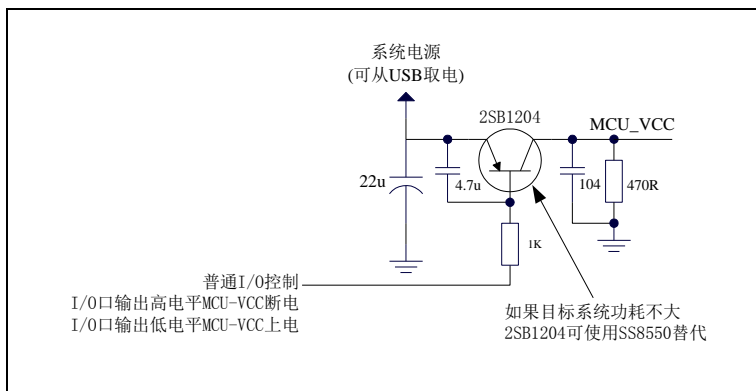 系统电源
(可从USB取电)
2SB1204
MCU_VCC
22u
4.7u
104
470R
1K
普通I/O控制
I/O口输出高电平MCU-VCC断电
I/O口输出低电平MCU-VCC上电
如果目标系统功耗不大
2SB1204可使用SS8550替代